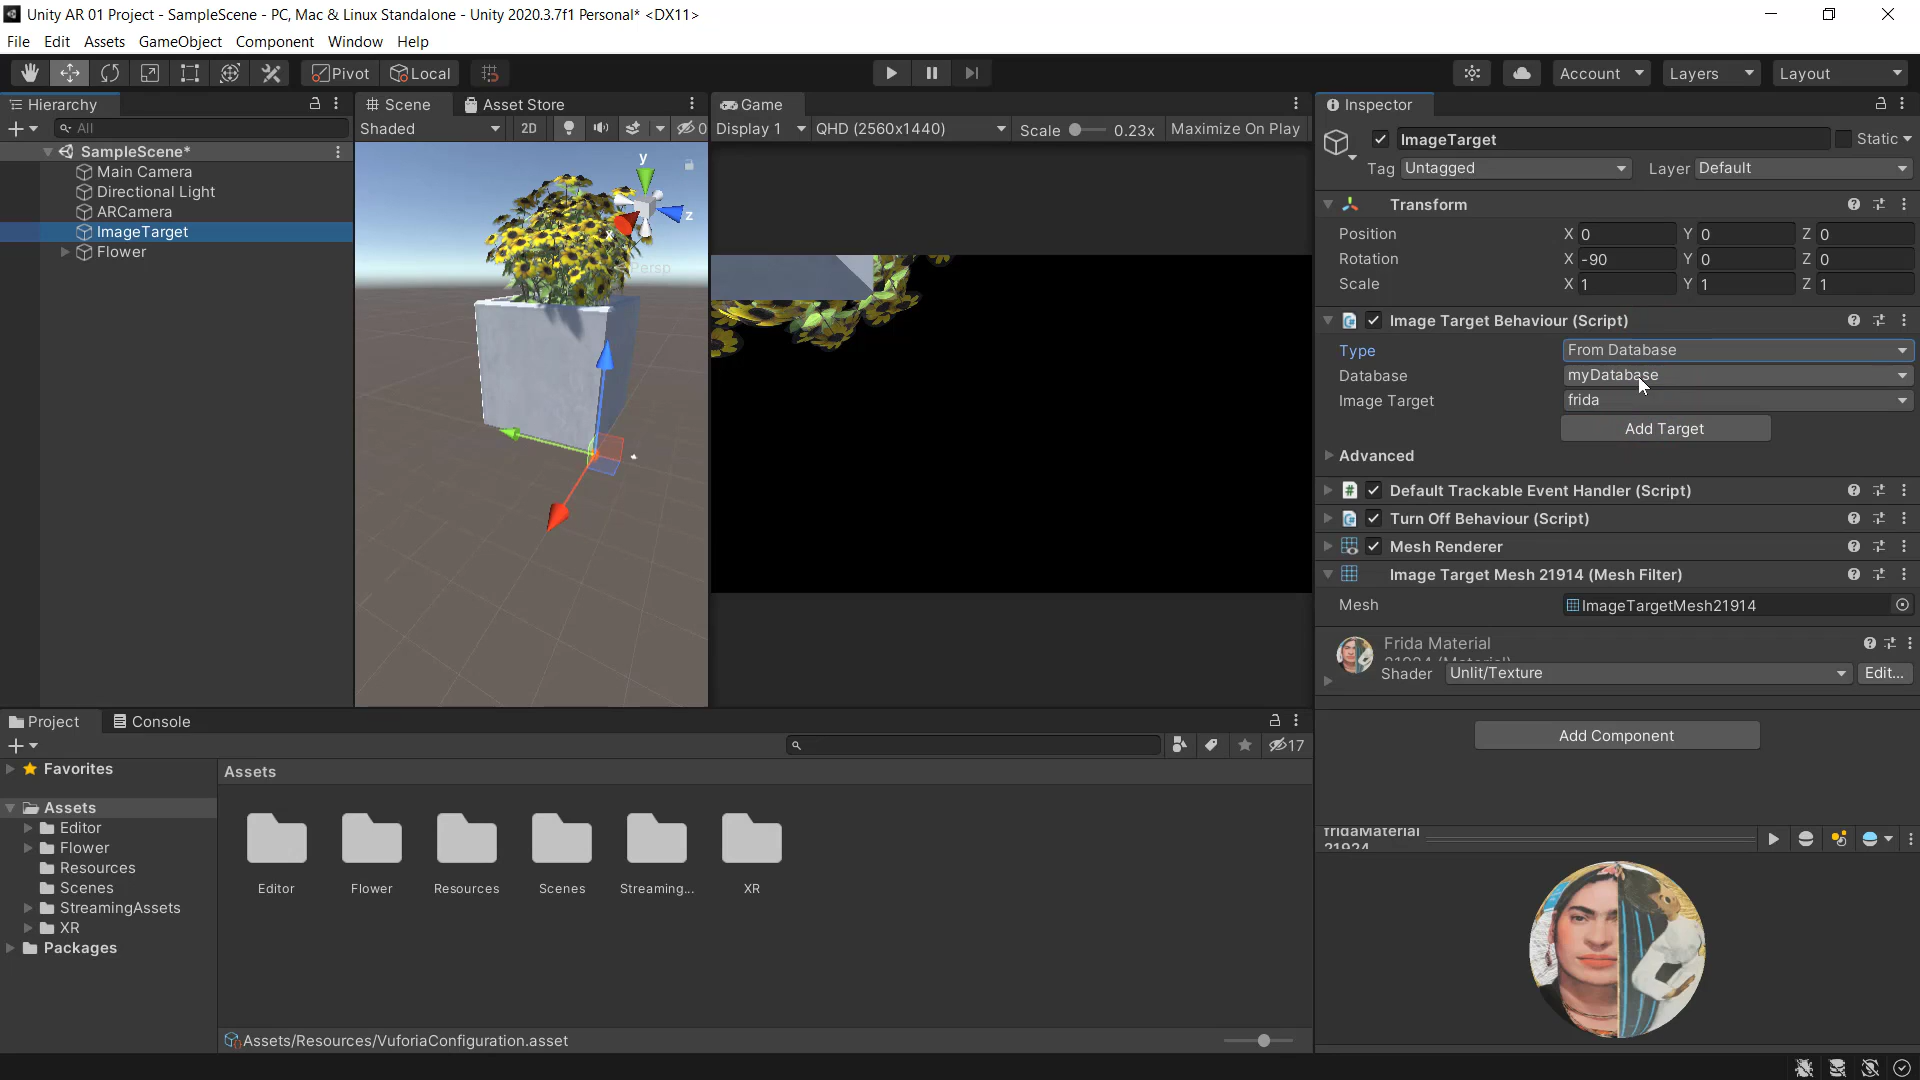 Unity AR 01 Project - SampleScene - PC, Mac & Linux Standalone - Unity 2020.3.7f1 Personal* <DX11>
File Edit Assets GameObject Component Window Help
Pivot Local Account Layers Layout
Hierarchy
All
SampleScene*
Main Camera
Directional Light
ARCamera
ImageTarget
Flower
Scene Asset Store
Shaded 2D 0
y
z
x
Persp
Game
Display 1 QHD (2560x1440) Scale 0.23x Maximize On Play
Inspector
ImageTarget Static
Tag Untagged Layer Default
Transform
Position X 0 Y 0 Z 0
Rotation X -90 Y 0 Z 0
Scale X 1 Y 1 Z 1
Image Target Behaviour (Script)
Type From Database
Database myDatabase
Image Target frida
Add Target
Advanced
Default Trackable Event Handler (Script)
Turn Off Behaviour (Script)
Mesh Renderer
Image Target Mesh 21914 (Mesh Filter)
Mesh ImageTargetMesh21914
Frida Material
21924 (Material)
Shader Unlit/Texture Edit...
Add Component
fridaMaterial
21924
Project Console
17
Favorites
Assets
Editor
Flower
Resources
Scenes
StreamingAssets
XR
Packages
Assets
Editor Flower Resources Scenes Streaming... XR
Assets/Resources/VuforiaConfiguration.asset